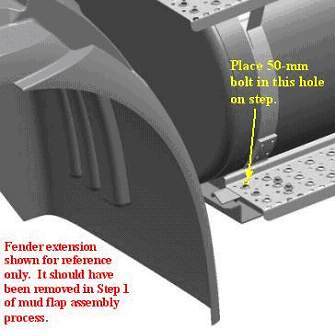 Place 50-mm
bolt in this hole
on step.
Fender extension
shown for reference
only. It should have
been removed in Step 1
of mud flap assembly
process.